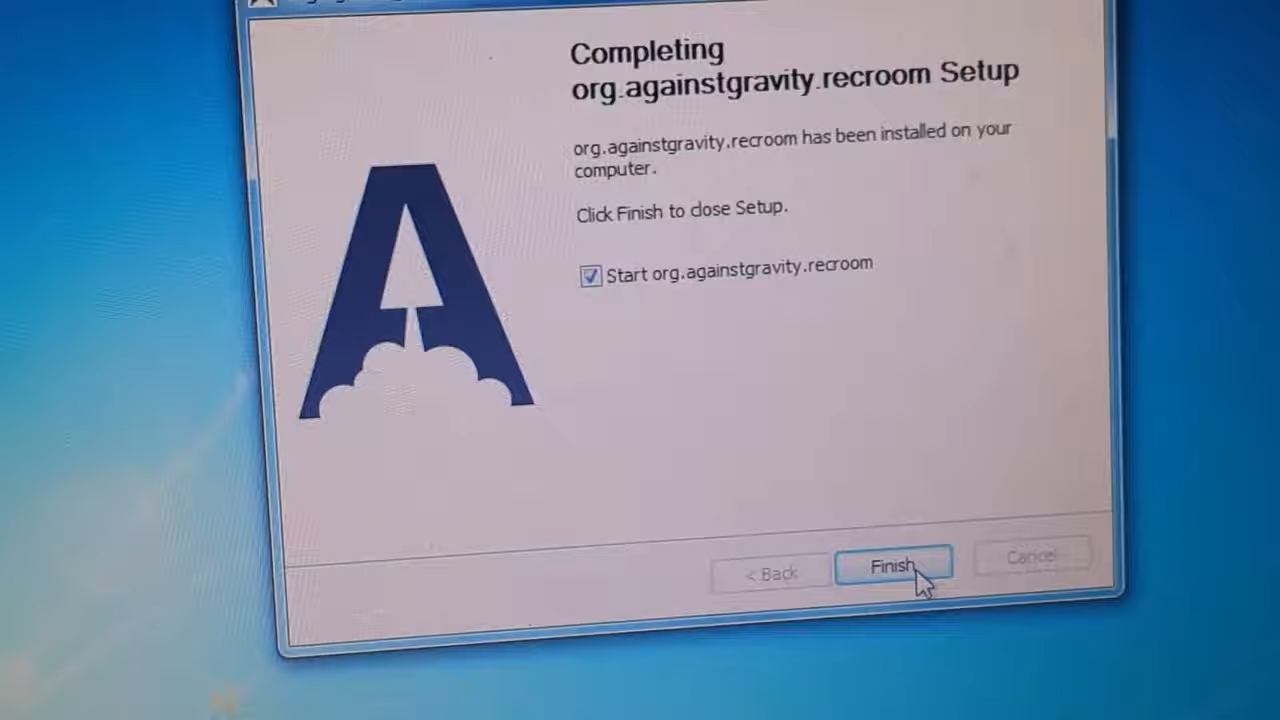 Completing
org.againstgravity.recroom Setup
org.againstgravity.recroom has been installed on your
computer.
Click Finish to close Setup.
Start org.againstgravity.recroom
< Back
Finish
Cancel